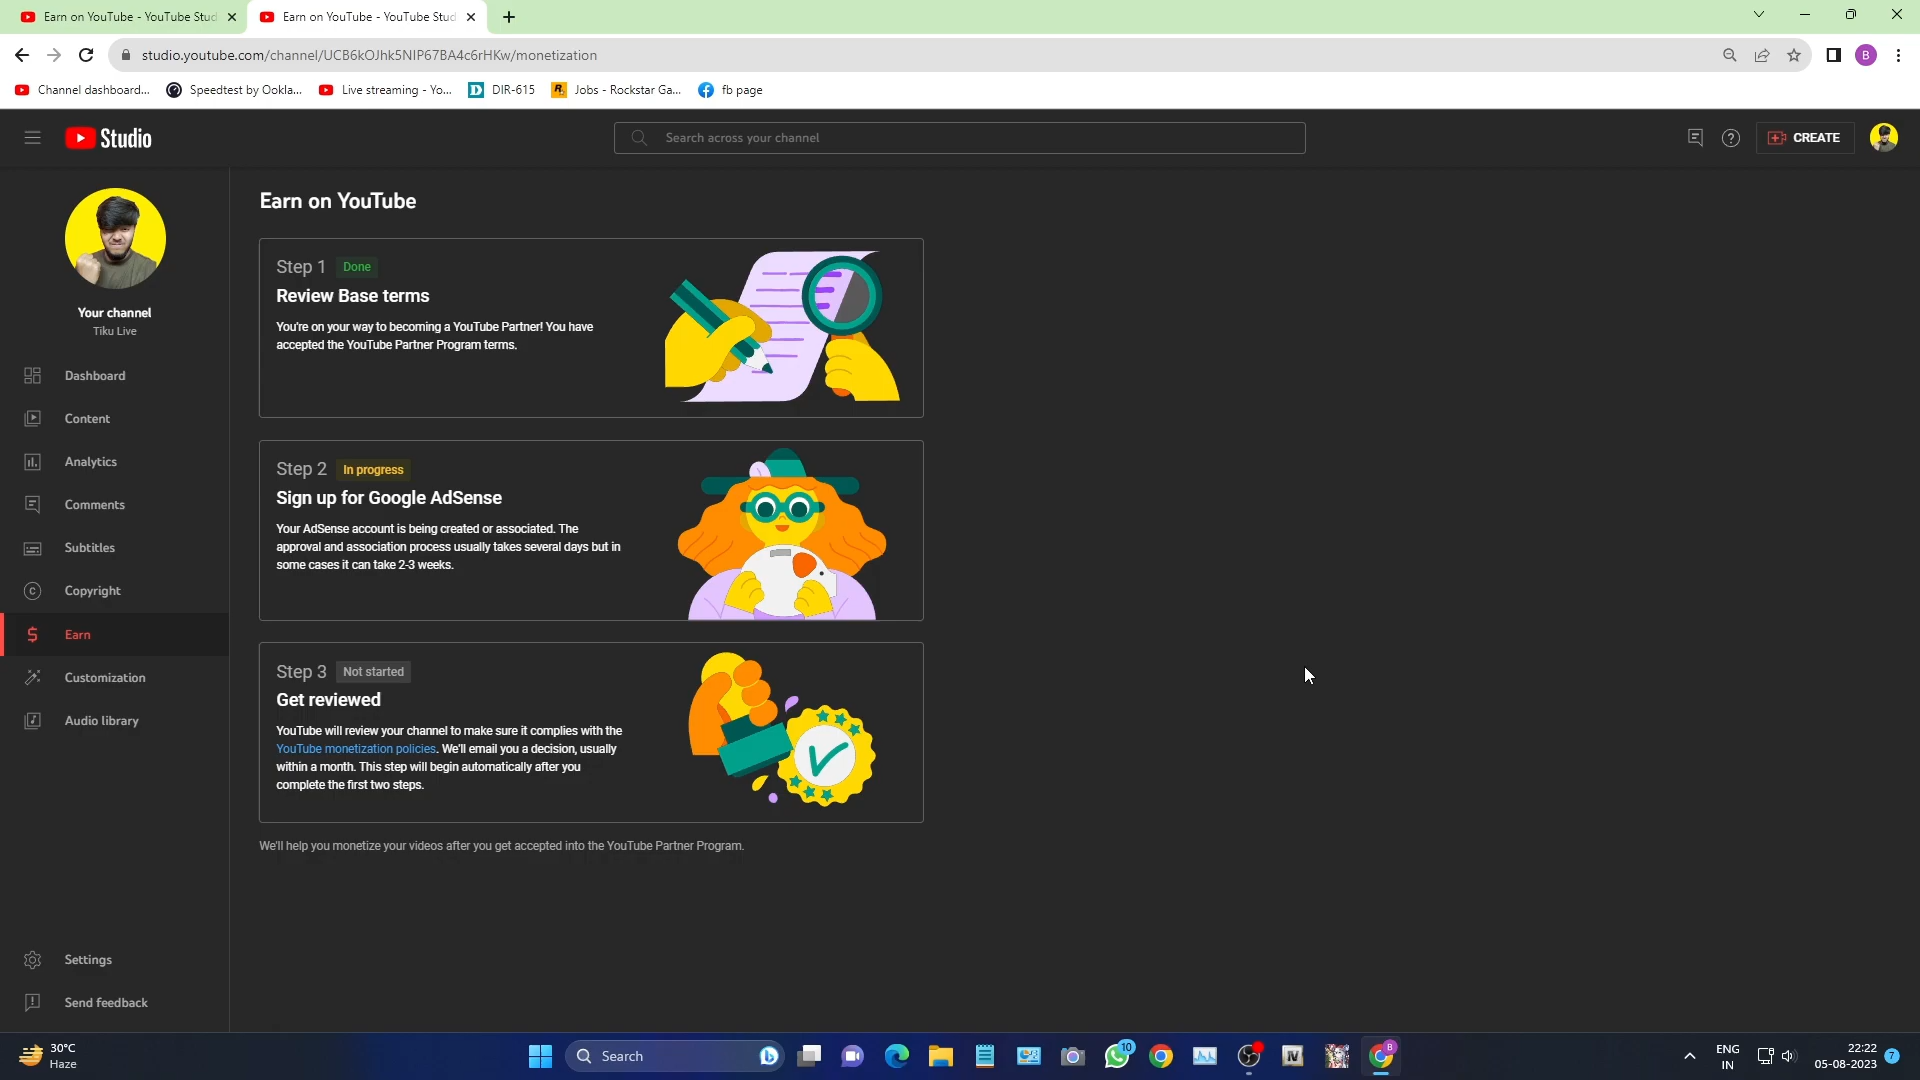 Earn on YouTube - YouTube Stud
Earn on YouTube - YouTube Stud
studio.youtube.com/channel/UCB6kOJhk5NIP67BA4c6rHKw/monetization
B
Channel dashboard...
Speedtest by Ookla...
Live streaming - Yo...
DIR-615
Jobs - Rockstar Ga...
fb page
Studio
Search across your channel
CREATE
Your channel
Tiku Live
Dashboard
Content
Analytics
Comments
Subtitles
Copyright
Earn
Customization
Audio library
Settings
Send feedback
Earn on YouTube
Step 1 Done
Review Base terms
You're on your way to becoming a YouTube Partner! You have
accepted the YouTube Partner Program terms.
Step 2 In progress
Sign up for Google AdSense
Your AdSense account is being created or associated. The
approval and association process usually takes several days but in
some cases it can take 2-3 weeks.
Step 3 Not started
Get reviewed
YouTube will review your channel to make sure it complies with the
YouTube monetization policies. We'll email you a decision, usually
within a month. This step will begin automatically after you
complete the first two steps.
We'll help you monetize your videos after you get accepted into the YouTube Partner Program.
30°C
Haze
Search
10
IV
B
ENG
IN
22:22
05-08-2023
7